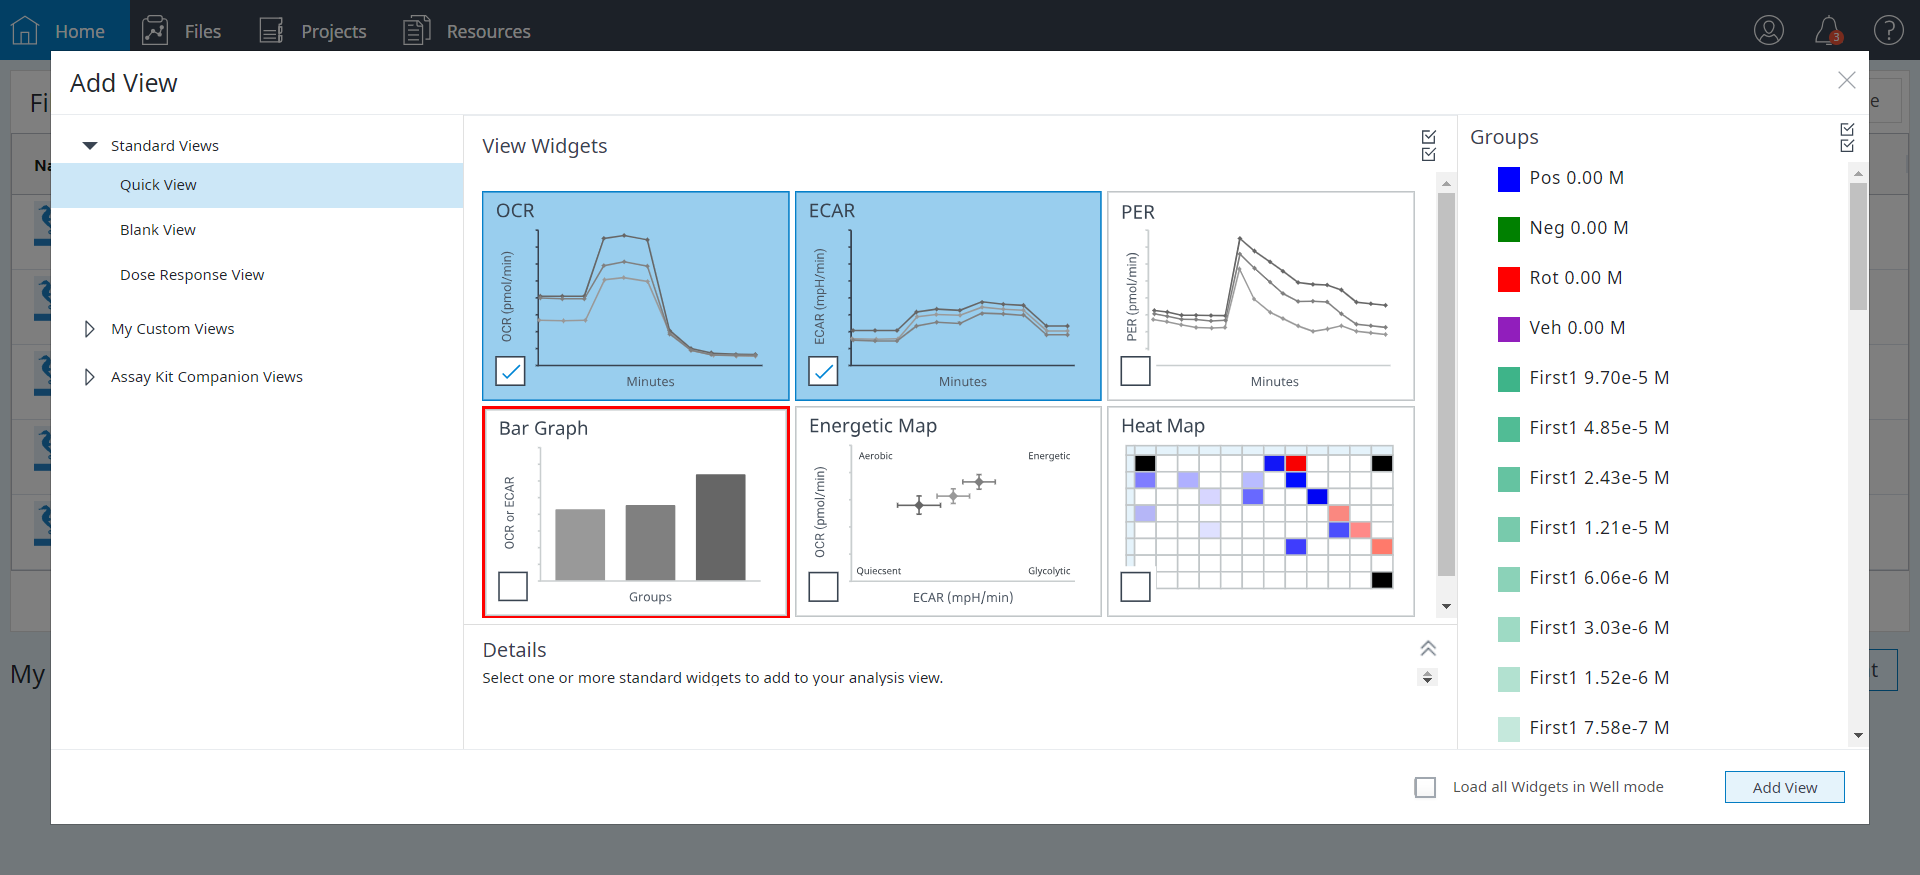 Home
Files
Projects
Resources
3
Add View
Fi
e
Na
My
t
Standard Views
Quick View
Blank View
Dose Response View
My Custom Views
Assay Kit Companion Views
View Widgets
OCR
OCR (pmol/min)
Minutes
ECAR
ECAR (mpH/min)
Minutes
PER
PER (pmol/min)
Minutes
Bar Graph
OCR or ECAR
Groups
Energetic Map
Aerobic
Energetic
OCR (pmol/min)
Quiecsent
Glycolytic
ECAR (mpH/min)
Heat Map
Details
Select one or more standard widgets to add to your analysis view.
Groups
Pos 0.00 M
Neg 0.00 M
Rot 0.00 M
Veh 0.00 M
First1 9.70e-5 M
First1 4.85e-5 M
First1 2.43e-5 M
First1 1.21e-5 M
First1 6.06e-6 M
First1 3.03e-6 M
First1 1.52e-6 M
First1 7.58e-7 M
Load all Widgets in Well mode
Add View